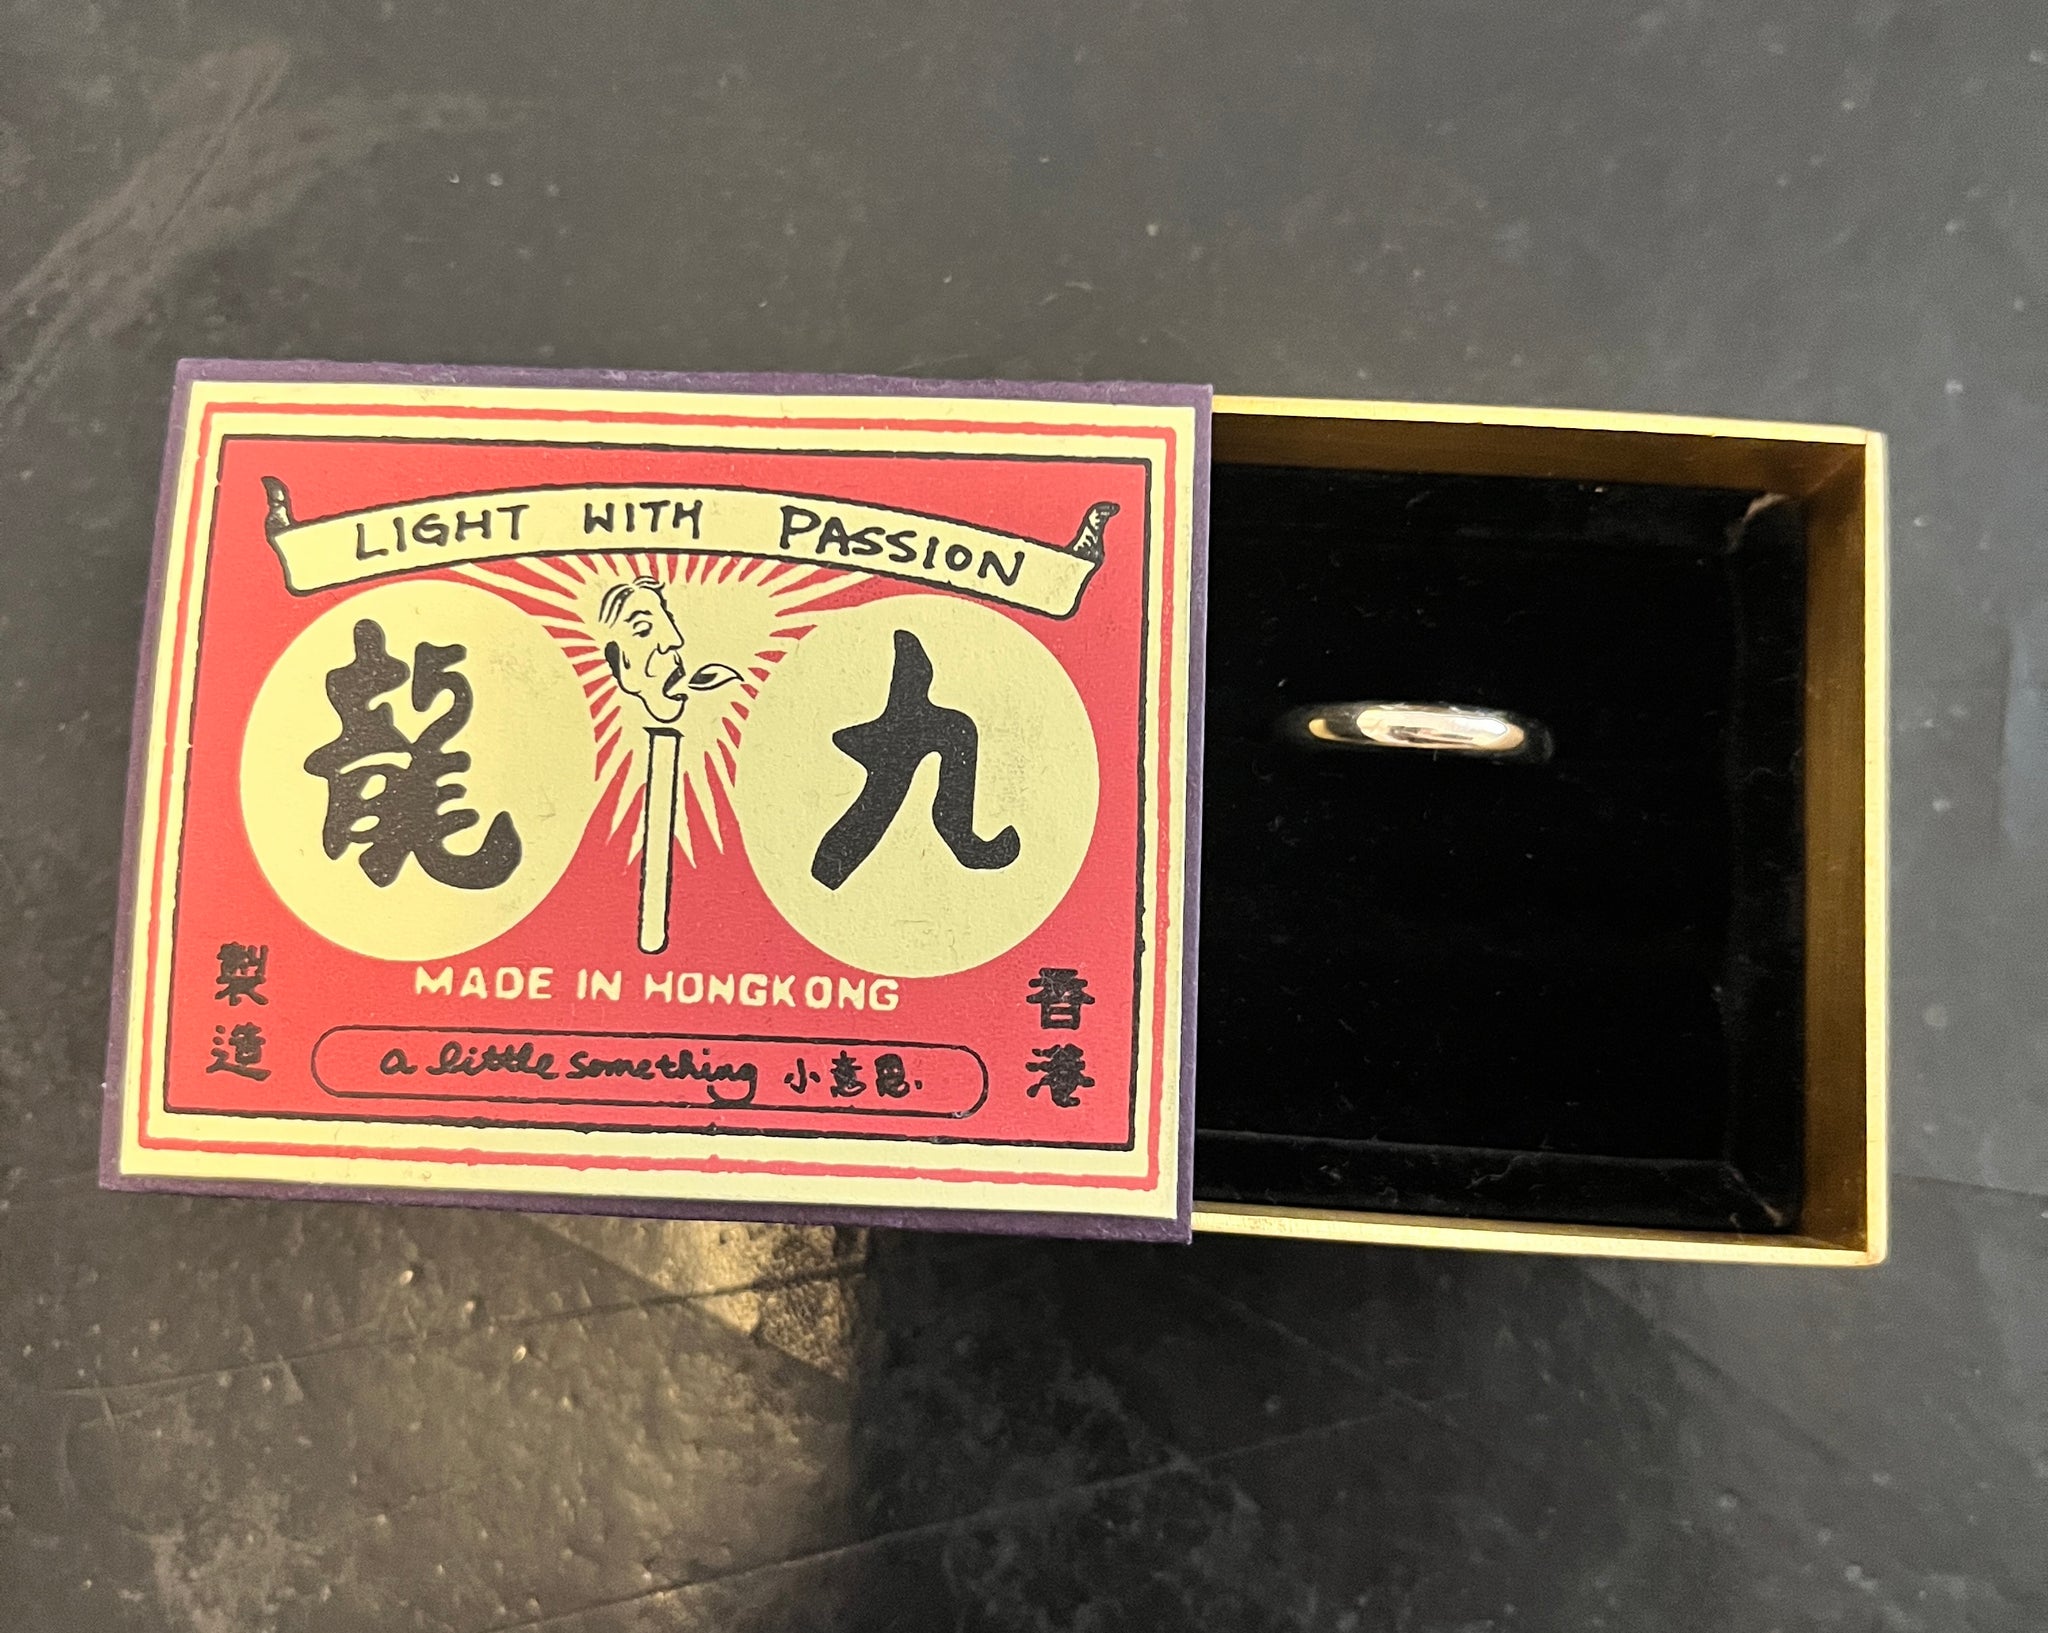 LIGHT WITH PASSION
龍 九
MADE IN HONGKONG
香港
製造
a little something 小意思